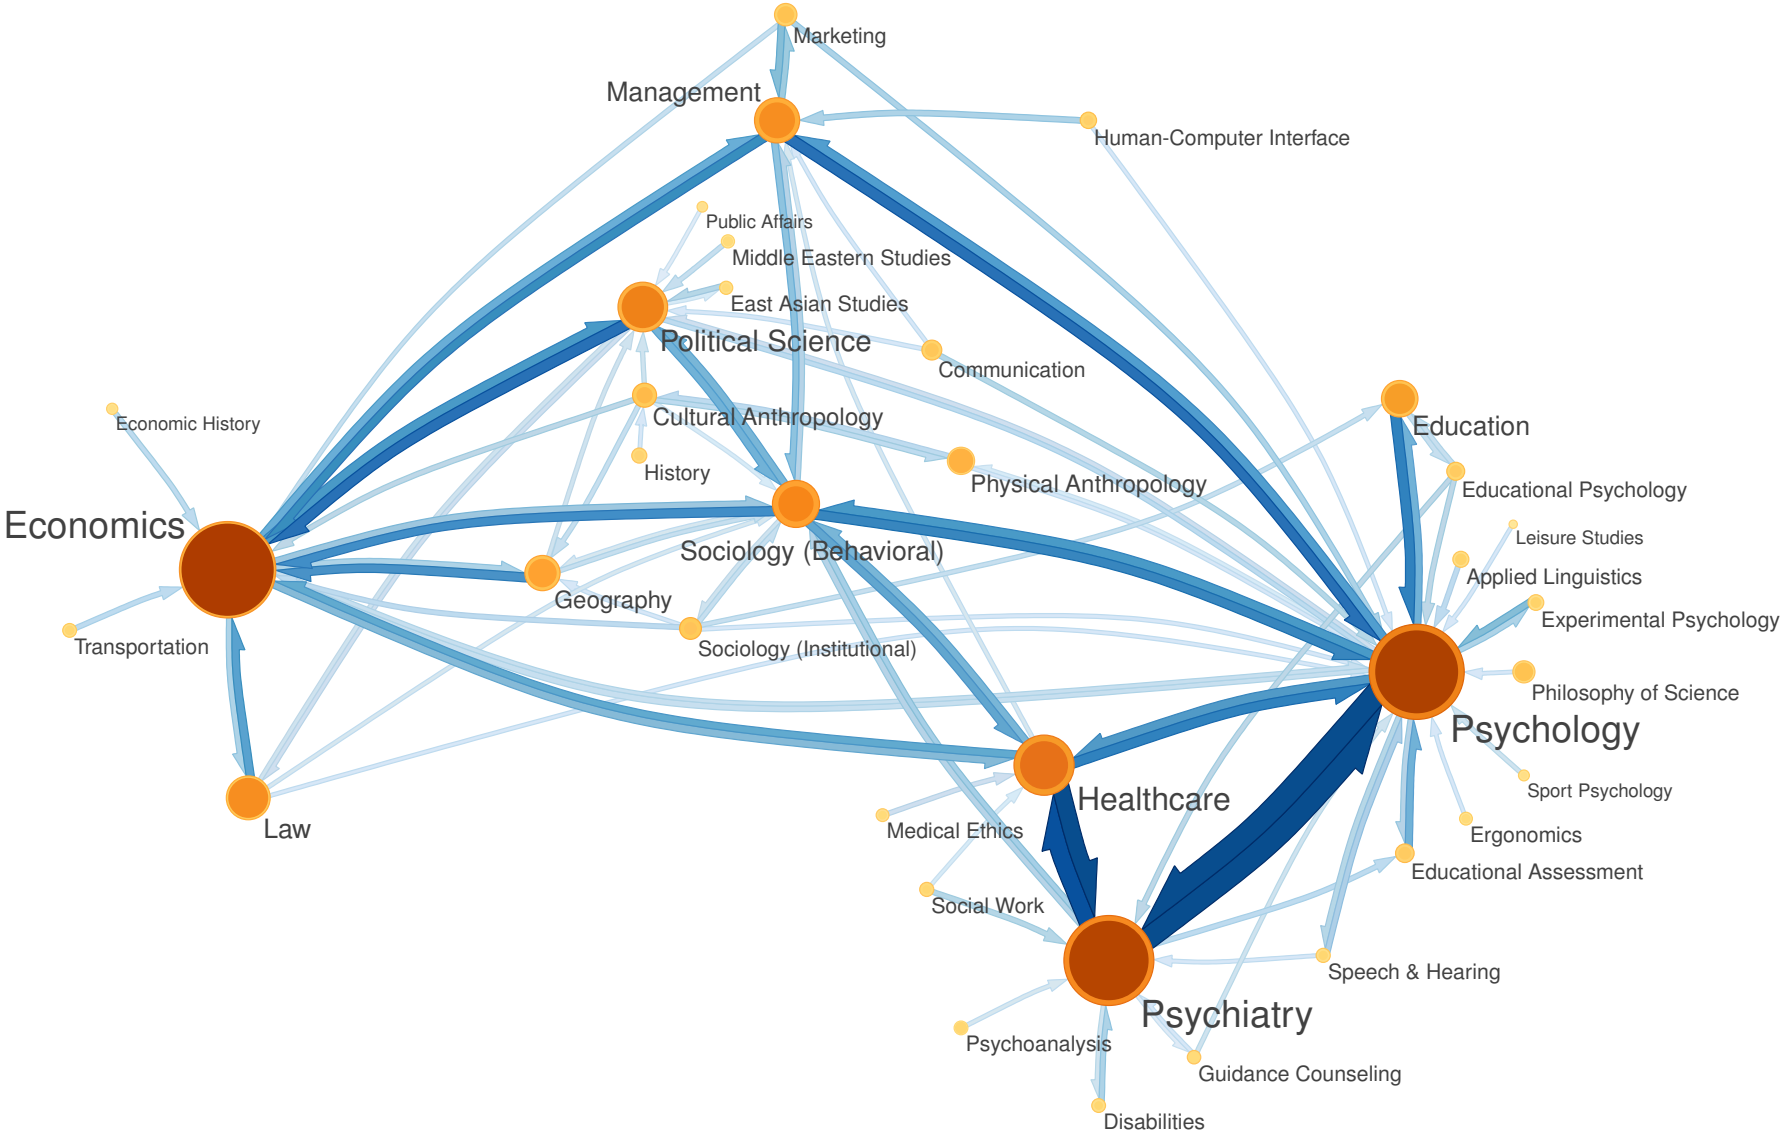 Marketing
Management
Human-Computer Interface
Public Affairs
Middle Eastern Studies
East Asian Studies
Political Science
Communication
Economic History
Cultural Anthropology
Education
History
Physical Anthropology
Educational Psychology
Economics
Leisure Studies
Sociology (Behavioral)
Applied Linguistics
Geography
Experimental Psychology
Transportation
Sociology (Institutional)
Philosophy of Science
Psychology
Sport Psychology
Healthcare
Law
Medical Ethics
Ergonomics
Educational Assessment
Social Work
Speech & Hearing
Psychiatry
Psychoanalysis
Guidance Counseling
Disabilities